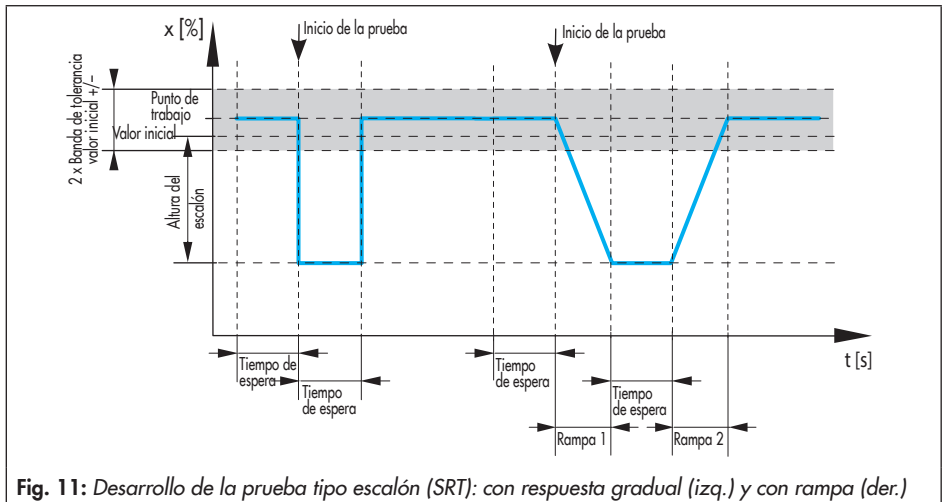 x [%]
Inicio de la prueba
Inicio de la prueba
2 x Banda de tolerancia
valor inicial +/–
Punto de
trabajo
Valor inicial
Altura del
escalón
t [s]
Tiempo de
espera
Tiempo
de espera
Tiempo de
espera
Tiempo
de espera
Rampa 1
Rampa 2
Fig. 11: Desarrollo de la prueba tipo escalón (SRT): con respuesta gradual (izq.) y con rampa (der.)